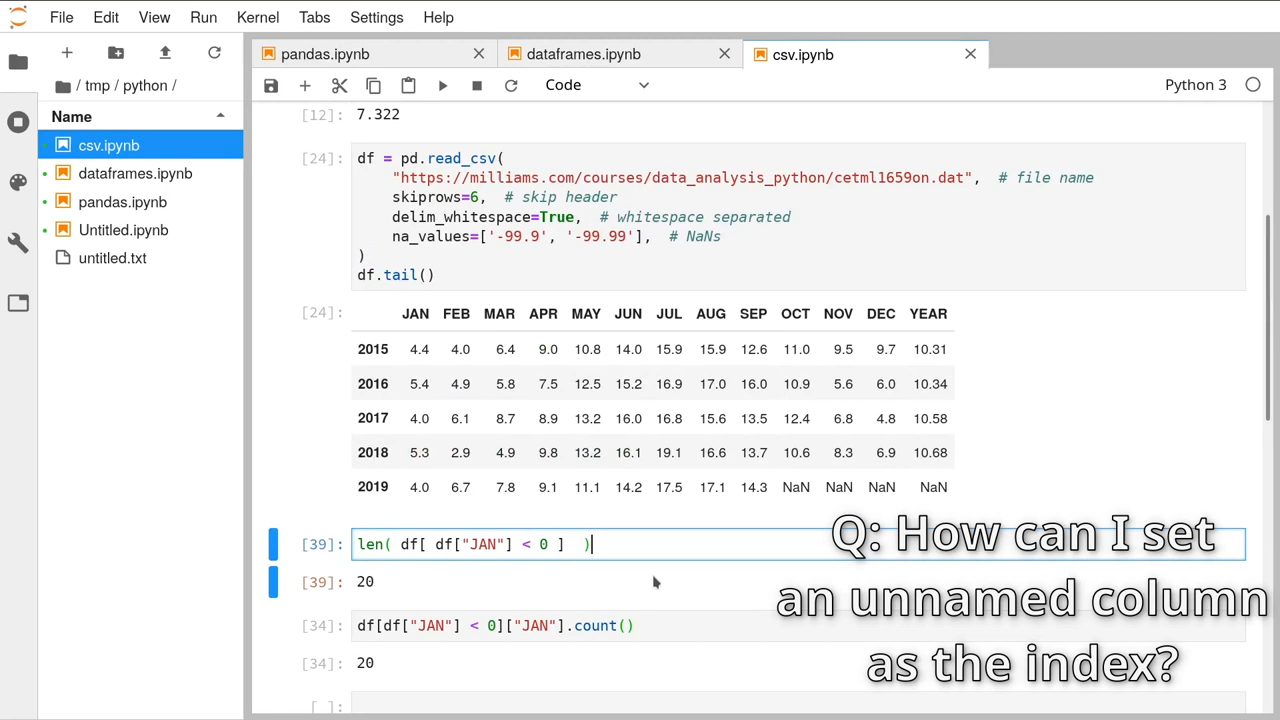 File Edit View Run Kernel Tabs Settings Help
/ tmp / python /
Name
csv.ipynb
dataframes.ipynb
pandas.ipynb
Untitled.ipynb
untitled.txt
pandas.ipynb dataframes.ipynb csv.ipynb
Code Python 3
[12]: 7.322
[24]: df = pd.read_csv(
"https://milliams.com/courses/data_analysis_python/cetml1659on.dat", # file name
skiprows=6, # skip header
delim_whitespace=True, # whitespace separated
na_values=['-99.9', '-99.99'], # NaNs
)
df.tail()
[24]: JAN FEB MAR APR MAY JUN JUL AUG SEP OCT NOV DEC YEAR
2015 4.4 4.0 6.4 9.0 10.8 14.0 15.9 15.9 12.6 11.0 9.5 9.7 10.31
2016 5.4 4.9 5.8 7.5 12.5 15.2 16.9 17.0 16.0 10.9 5.6 6.0 10.34
2017 4.0 6.1 8.7 8.9 13.2 16.0 16.8 15.6 13.5 12.4 6.8 4.8 10.58
2018 5.3 2.9 4.9 9.8 13.2 16.1 19.1 16.6 13.7 10.6 8.3 6.9 10.68
2019 4.0 6.7 7.8 9.1 11.1 14.2 17.5 17.1 14.3 NaN NaN NaN NaN
[39]: len( df[ df["JAN"] < 0 ]  )
[39]: 20
[34]: df[df["JAN"] < 0]["JAN"].count()
[34]: 20
[ ]:
Q: How can I set
an unnamed column
as the index?